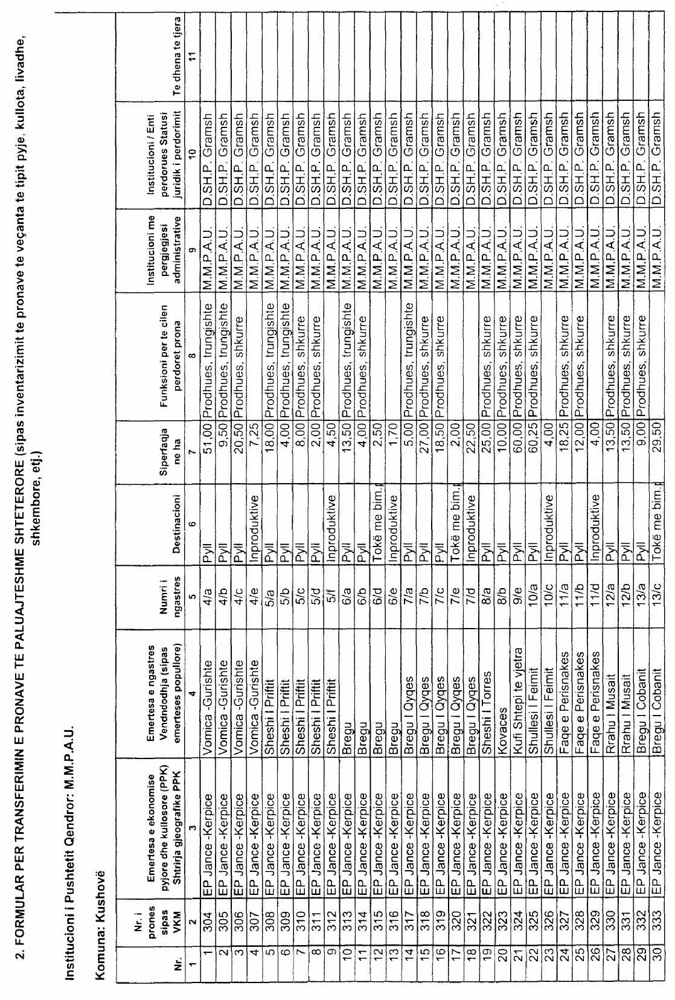 2. FORMULAR PER TRANSFERIMIN E PRONAVE TE PALUAJTESHME SHTETERORE (sipas inventarizimit te pronave te veçanta te tipit pyje, kullota, livadhe,
shkembore, etj.)
Institucioni i Pushtetit Qendror: M.M.P.A.U.
Komuna: Kushovë
Nr. | Nr. i prones sipas VKM | Emertesa e ekonomise pyjore dhe kullosore (PPK) Shtrirja gjeografike PPK | Emertesa e ngastres Vendndodhja (sipas emerteses popullore) | Numri i ngastres | Destinacioni | Siperfaqja ne ha | Funksioni per te cilen perdoret prona | Institucioni me pergjegjesi administrative | Institucioni / Enti perdorues Statusi juridik i perdorimit | Te dhena te tjera
1 | 2 | 3 | 4 | 5 | 6 | 7 | 8 | 9 | 10 | 11
1 | 304 | EP Jance -Kerpice | Vomica -Gurishte | 4/a | Pyll | 51,00 | Prodhues, trungishte | M.M.P.A.U. | D.SH.P. Gramsh
2 | 305 | EP Jance -Kerpice | Vomica -Gurishte | 4/b | Pyll | 9,50 | Prodhues, trungishte | M.M.P.A.U. | D.SH.P. Gramsh
3 | 306 | EP Jance -Kerpice | Vomica -Gurishte | 4/c | Pyll | 20,50 | Prodhues, shkurre | M.M.P.A.U. | D.SH.P. Gramsh
4 | 307 | EP Jance -Kerpice | Vomica -Gurishte | 4/e | Inproduktive | 7,25 | M.M.P.A.U. | D.SH.P. Gramsh
5 | 308 | EP Jance -Kerpice | Sheshi I Priftit | 5/a | Pyll | 18,00 | Prodhues, trungishte | M.M.P.A.U. | D.SH.P. Gramsh
6 | 309 | EP Jance -Kerpice | Sheshi I Priftit | 5/b | Pyll | 4,00 | Prodhues, trungishte | M.M.P.A.U. | D.SH.P. Gramsh
7 | 310 | EP Jance -Kerpice | Sheshi I Priftit | 5/c | Pyll | 8,00 | Prodhues, shkurre | M.M.P.A.U. | D.SH.P. Gramsh
8 | 311 | EP Jance -Kerpice | Sheshi I Priftit | 5/d | Pyll | 2,00 | Prodhues, shkurre | M.M.P.A.U. | D.SH.P. Gramsh
9 | 312 | EP Jance -Kerpice | Sheshi I Priftit | 5/f | Inproduktive | 4,50 | M.M.P.A.U. | D.SH.P. Gramsh
10 | 313 | EP Jance -Kerpice | Bregu | 6/a | Pyll | 13,50 | Prodhues, trungishte | M.M.P.A.U. | D.SH.P. Gramsh
11 | 314 | EP Jance -Kerpice | Bregu | 6/b | Pyll | 4,00 | Prodhues, shkurre | M.M.P.A.U. | D.SH.P. Gramsh
12 | 315 | EP Jance -Kerpice | Bregu | 6/d | Tokë me bim.p | 2,50 | M.M.P.A.U. | D.SH.P. Gramsh
13 | 316 | EP Jance -Kerpice | Bregu | 6/e | Inproduktive | 1,70 | M.M.P.A.U. | D.SH.P. Gramsh
14 | 317 | EP Jance -Kerpice | Bregu I Qyqes | 7/a | Pyll | 5,00 | Prodhues, trungishte | M.M.P.A.U. | D.SH.P. Gramsh
15 | 318 | EP Jance -Kerpice | Bregu I Qyqes | 7/b | Pyll | 27,00 | Prodhues, shkurre | M.M.P.A.U. | D.SH.P. Gramsh
16 | 319 | EP Jance -Kerpice | Bregu I Qyqes | 7/c | Pyll | 18,50 | Prodhues, shkurre | M.M.P.A.U. | D.SH.P. Gramsh
17 | 320 | EP Jance -Kerpice | Bregu I Qyqes | 7/e | Tokë me bim.p | 2,00 | M.M.P.A.U. | D.SH.P. Gramsh
18 | 321 | EP Jance -Kerpice | Bregu I Qyqes | 7/d | Inproduktive | 22,50 | M.M.P.A.U. | D.SH.P. Gramsh
19 | 322 | EP Jance -Kerpice | Sheshi I Torres | 8/a | Pyll | 25,00 | Prodhues, shkurre | M.M.P.A.U. | D.SH.P. Gramsh
20 | 323 | EP Jance -Kerpice | Kovaces | 8/b | Pyll | 10,00 | Prodhues, shkurre | M.M.P.A.U. | D.SH.P. Gramsh
21 | 324 | EP Jance -Kerpice | Kufi Shtepi te vjetra | 9/e | Pyll | 60,00 | Prodhues, shkurre | M.M.P.A.U. | D.SH.P. Gramsh
22 | 325 | EP Jance -Kerpice | Shullesi I Feimit | 10/a | Pyll | 60,25 | Prodhues, shkurre | M.M.P.A.U. | D.SH.P. Gramsh
23 | 326 | EP Jance -Kerpice | Shullesi I Feimit | 10/c | Inproduktive | 4,00 | M.M.P.A.U. | D.SH.P. Gramsh
24 | 327 | EP Jance -Kerpice | Faqe e Perisnakes | 11/a | Pyll | 18,25 | Prodhues, shkurre | M.M.P.A.U. | D.SH.P. Gramsh
25 | 328 | EP Jance -Kerpice | Faqe e Perisnakes | 11/b | Pyll | 12,00 | Prodhues, shkurre | M.M.P.A.U. | D.SH.P. Gramsh
26 | 329 | EP Jance -Kerpice | Faqe e Perisnakes | 11/d | Inproduktive | 4,00 | M.M.P.A.U. | D.SH.P. Gramsh
27 | 330 | EP Jance -Kerpice | Rrahu I Musait | 12/a | Pyll | 13,50 | Prodhues, shkurre | M.M.P.A.U. | D.SH.P. Gramsh
28 | 331 | EP Jance -Kerpice | Rrahu I Musait | 12/b | Pyll | 13,50 | Prodhues, shkurre | M.M.P.A.U. | D.SH.P. Gramsh
29 | 332 | EP Jance -Kerpice | Bregu I Cobanit | 13/a | Pyll | 9,00 | Prodhues, shkurre | M.M.P.A.U. | D.SH.P. Gramsh
30 | 333 | EP Jance -Kerpice | Bregu I Cobanit | 13/c | Tokë me bim.p | 29,50 | M.M.P.A.U. | D.SH.P. Gramsh